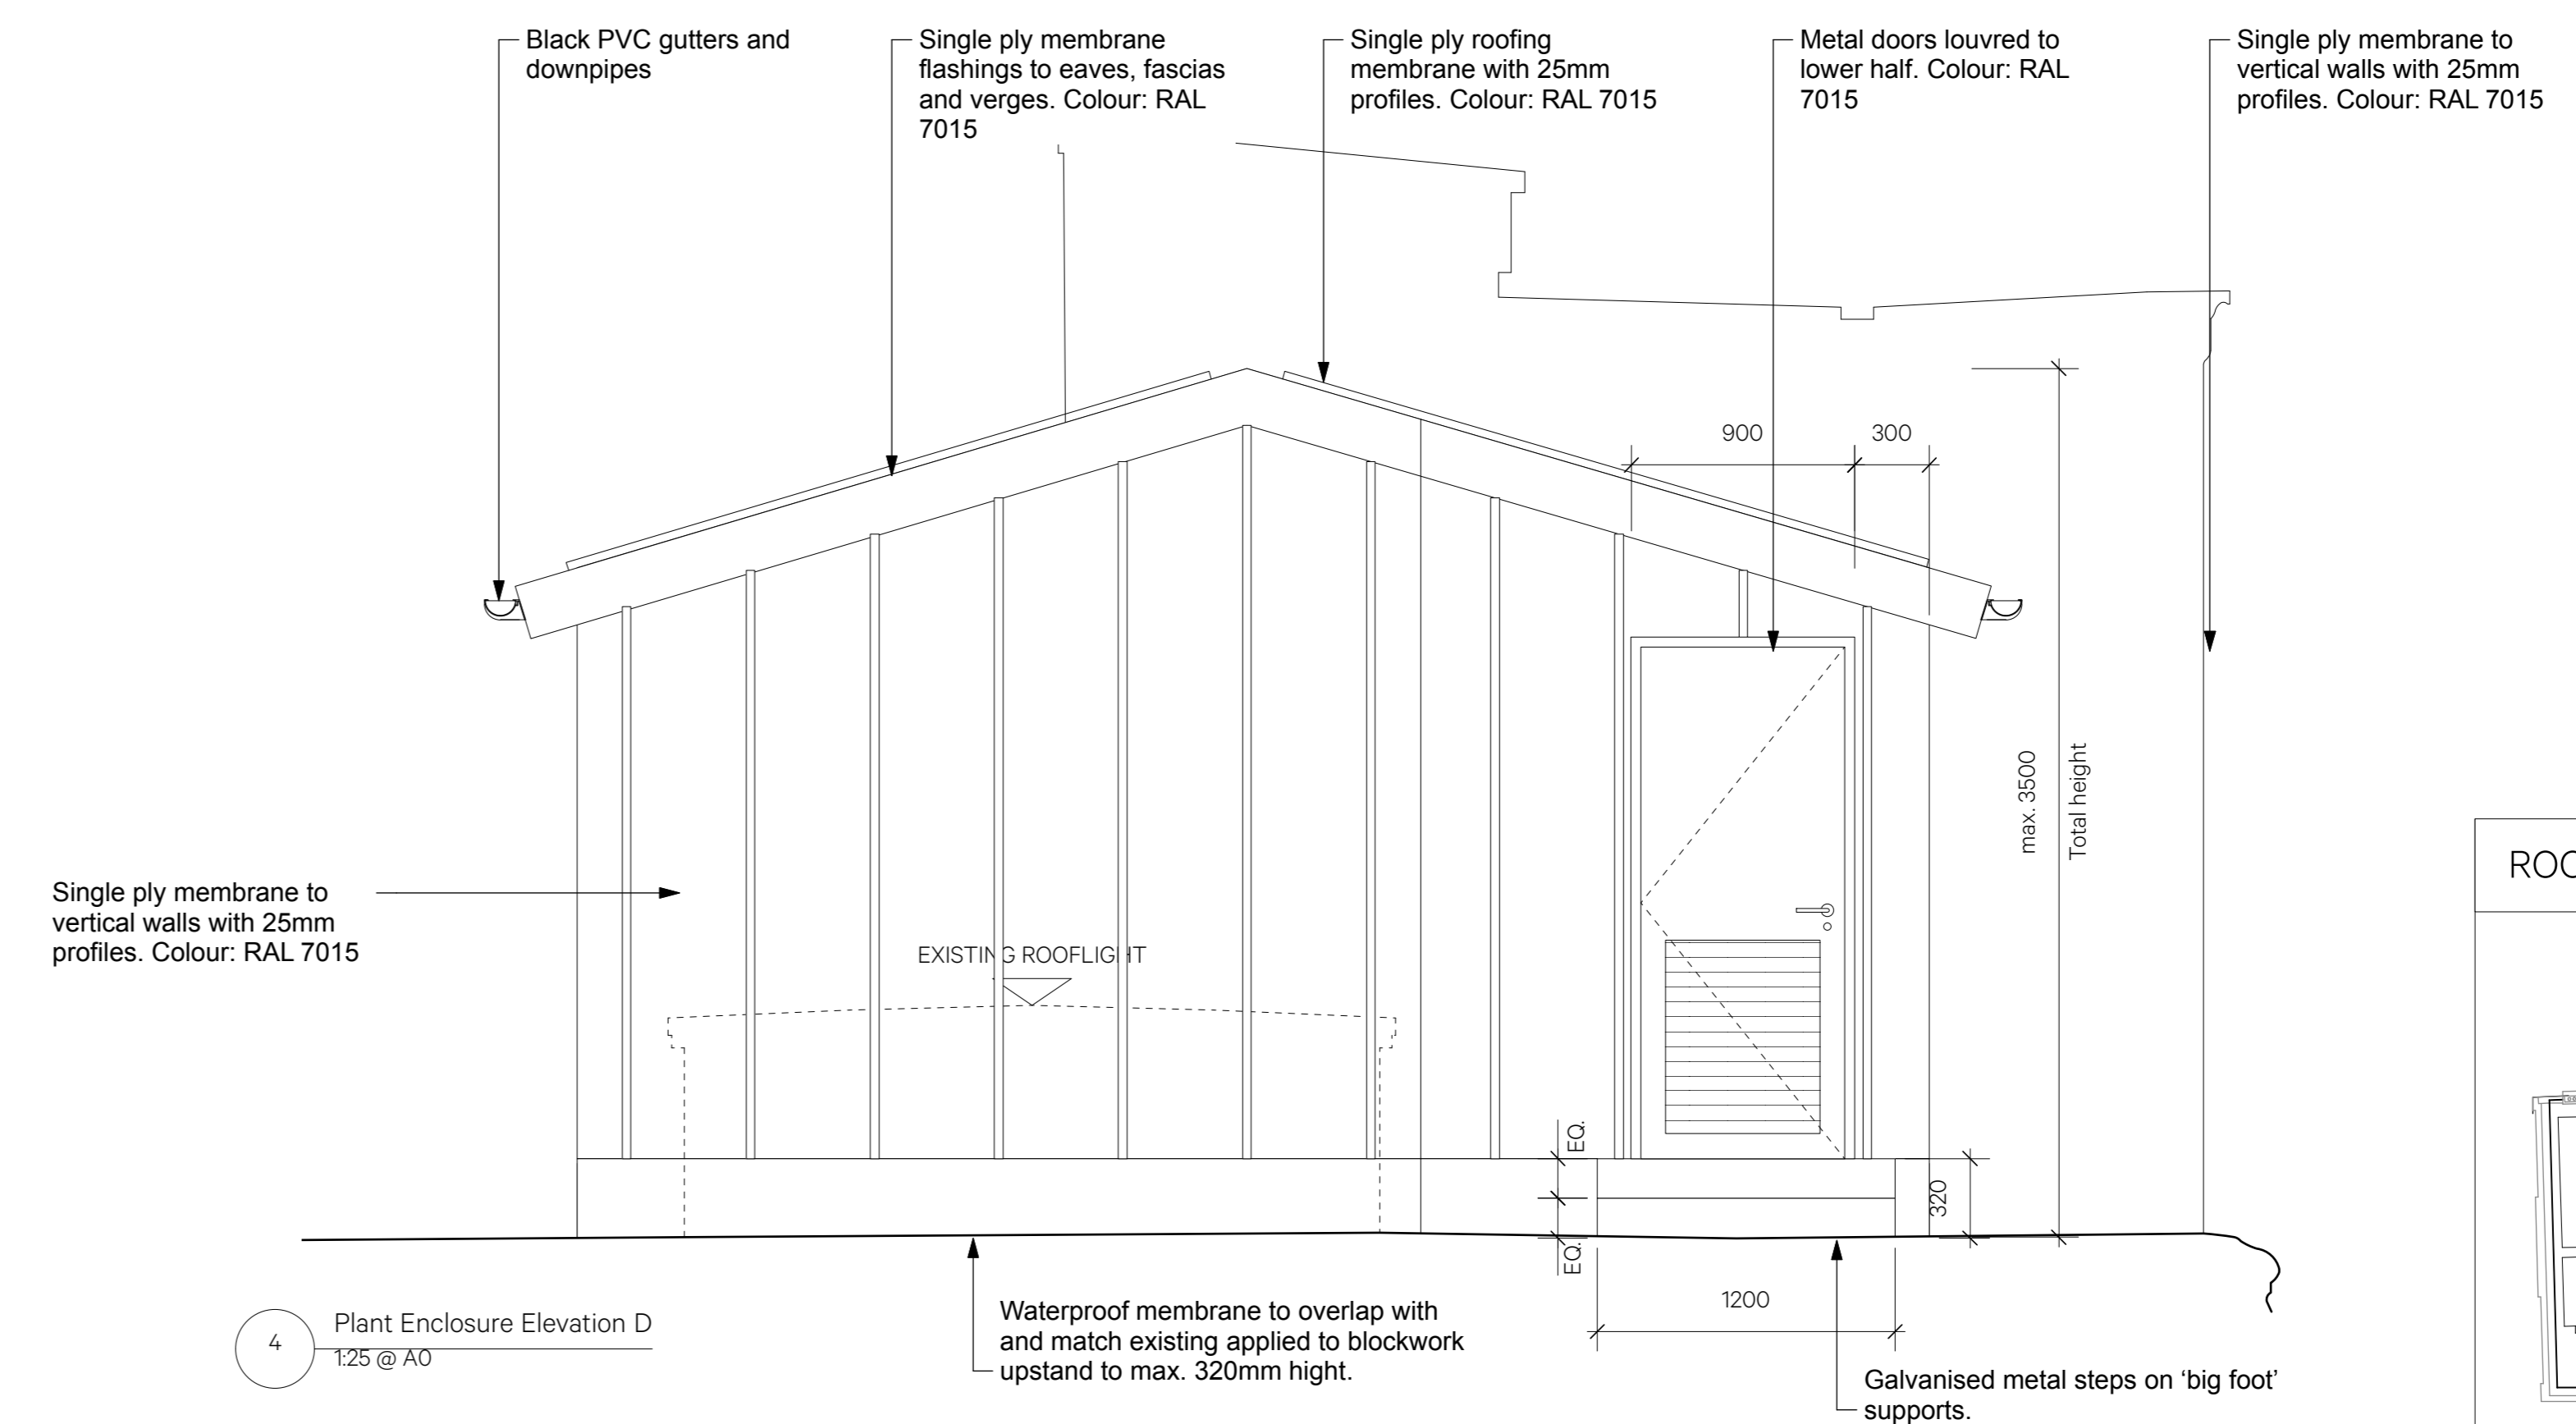 Black PVC gutters and
downpipes
Single ply membrane
flashings to eaves, fascias
and verges. Colour: RAL
7015
Single ply roofing
membrane with 25mm
profiles. Colour: RAL 7015
Metal doors louvred to
lower half. Colour: RAL
7015
Single ply membrane to
vertical walls with 25mm
profiles. Colour: RAL 7015
900
300
max. 3500
Total height
Single ply membrane to
vertical walls with 25mm
profiles. Colour: RAL 7015
EXISTING ROOFLIGHT
EQ.
EQ.
320
1200
4
Plant Enclosure Elevation D
1:25 @ A0
Waterproof membrane to overlap with
and match existing applied to blockwork
upstand to max. 320mm hight.
Galvanised metal steps on ‘big foot’
supports.